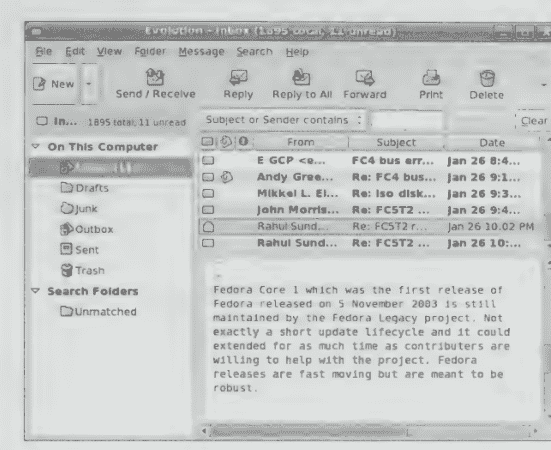 Evolution - Inbox (1895 total, 11 unread)
File Edit View Folder Message Search Help
New Send / Receive Reply Reply to All Forward Print Delete
In... 1895 total, 11 unread Subject or Sender contains : Clear
On This Computer
Drafts
Junk
Outbox
Sent
Trash
Search Folders
Unmatched
From Subject Date
E GCP <e... FC4 bus err... Jan 26 8:4...
Andy Gree... Re: FC4 bus... Jan 26 9:1...
Mikkel L. El... Re: Iso disk... Jan 26 9:3...
John Morris... Re: FC5T2 ... Jan 26 9:4...
Rahul Sund... Re: FC5T2 r... Jan 26 10:02 PM
Rahul Sund... Re: FC5T2 ... Jan 26 10:...
Fedora Core 1 which was the first release of
Fedora released on 5 November 2003 is still
maintained by the Fedora Legacy project. Not
exactly a short update lifecycle and it could
extended for as much time as contributers are
willing to help with the project. Fedora
releases are fast moving but are meant to be
robust.